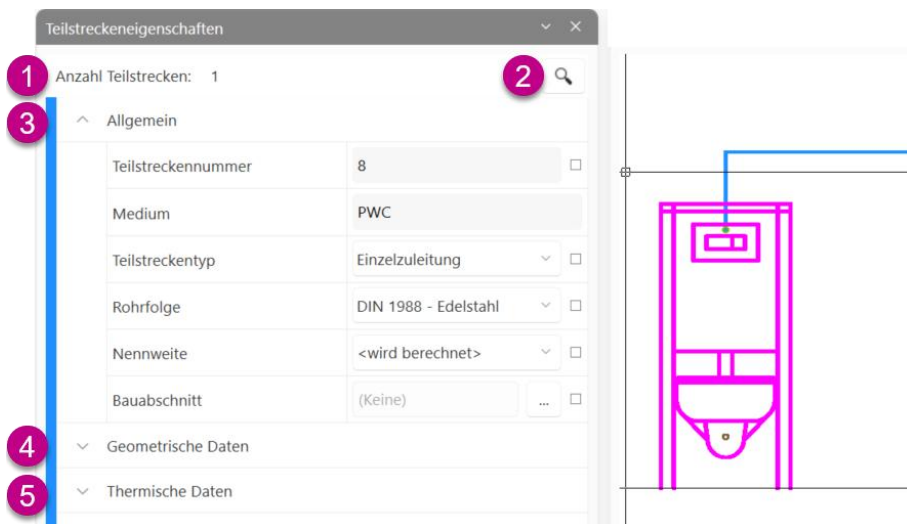 Teilstreckeneigenschaften
1 Anzahl Teilstrecken: 1 2
3 Allgemein
Teilstreckennummer 8
Medium PWC
Teilstreckentyp Einzelzuleitung
Rohrfolge DIN 1988 - Edelstahl
Nennweite <wird berechnet>
Bauabschnitt (Keine) ...
4 Geometrische Daten
5 Thermische Daten